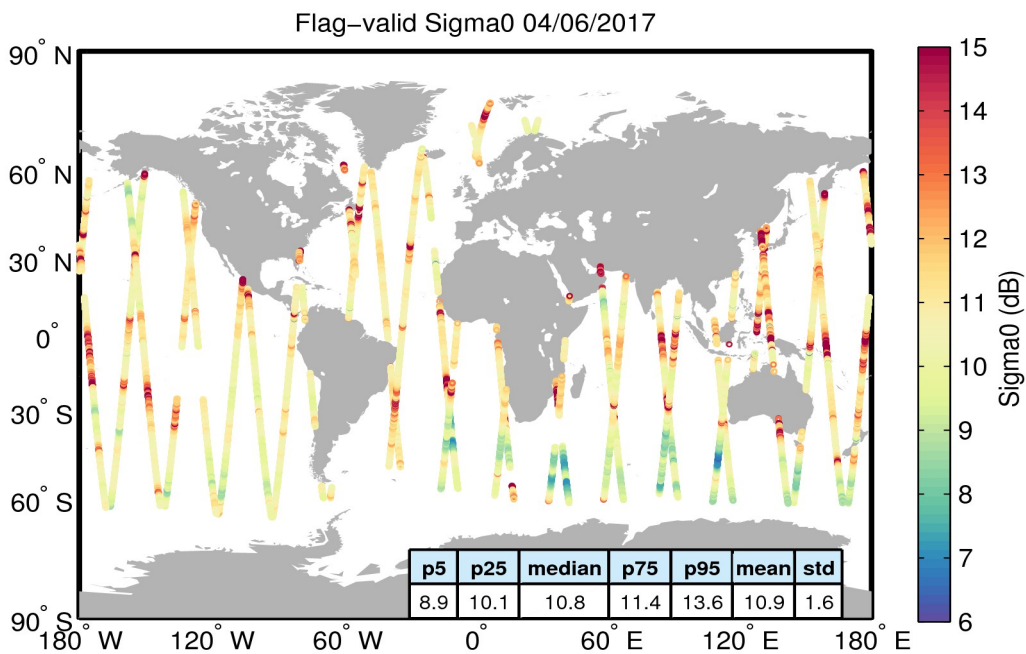 Flag−valid Sigma0 04/06/2017
90° N
60° N
30° N
0°
30° S
60° S
90° S
180° W
120° W
60° W
0°
60° E
120° E
180° E
p5 p25 median p75 p95 mean std
8.9 10.1 10.8 11.4 13.6 10.9 1.6
15
14
13
12
11
10
9
8
7
6
Sigma0 (dB)